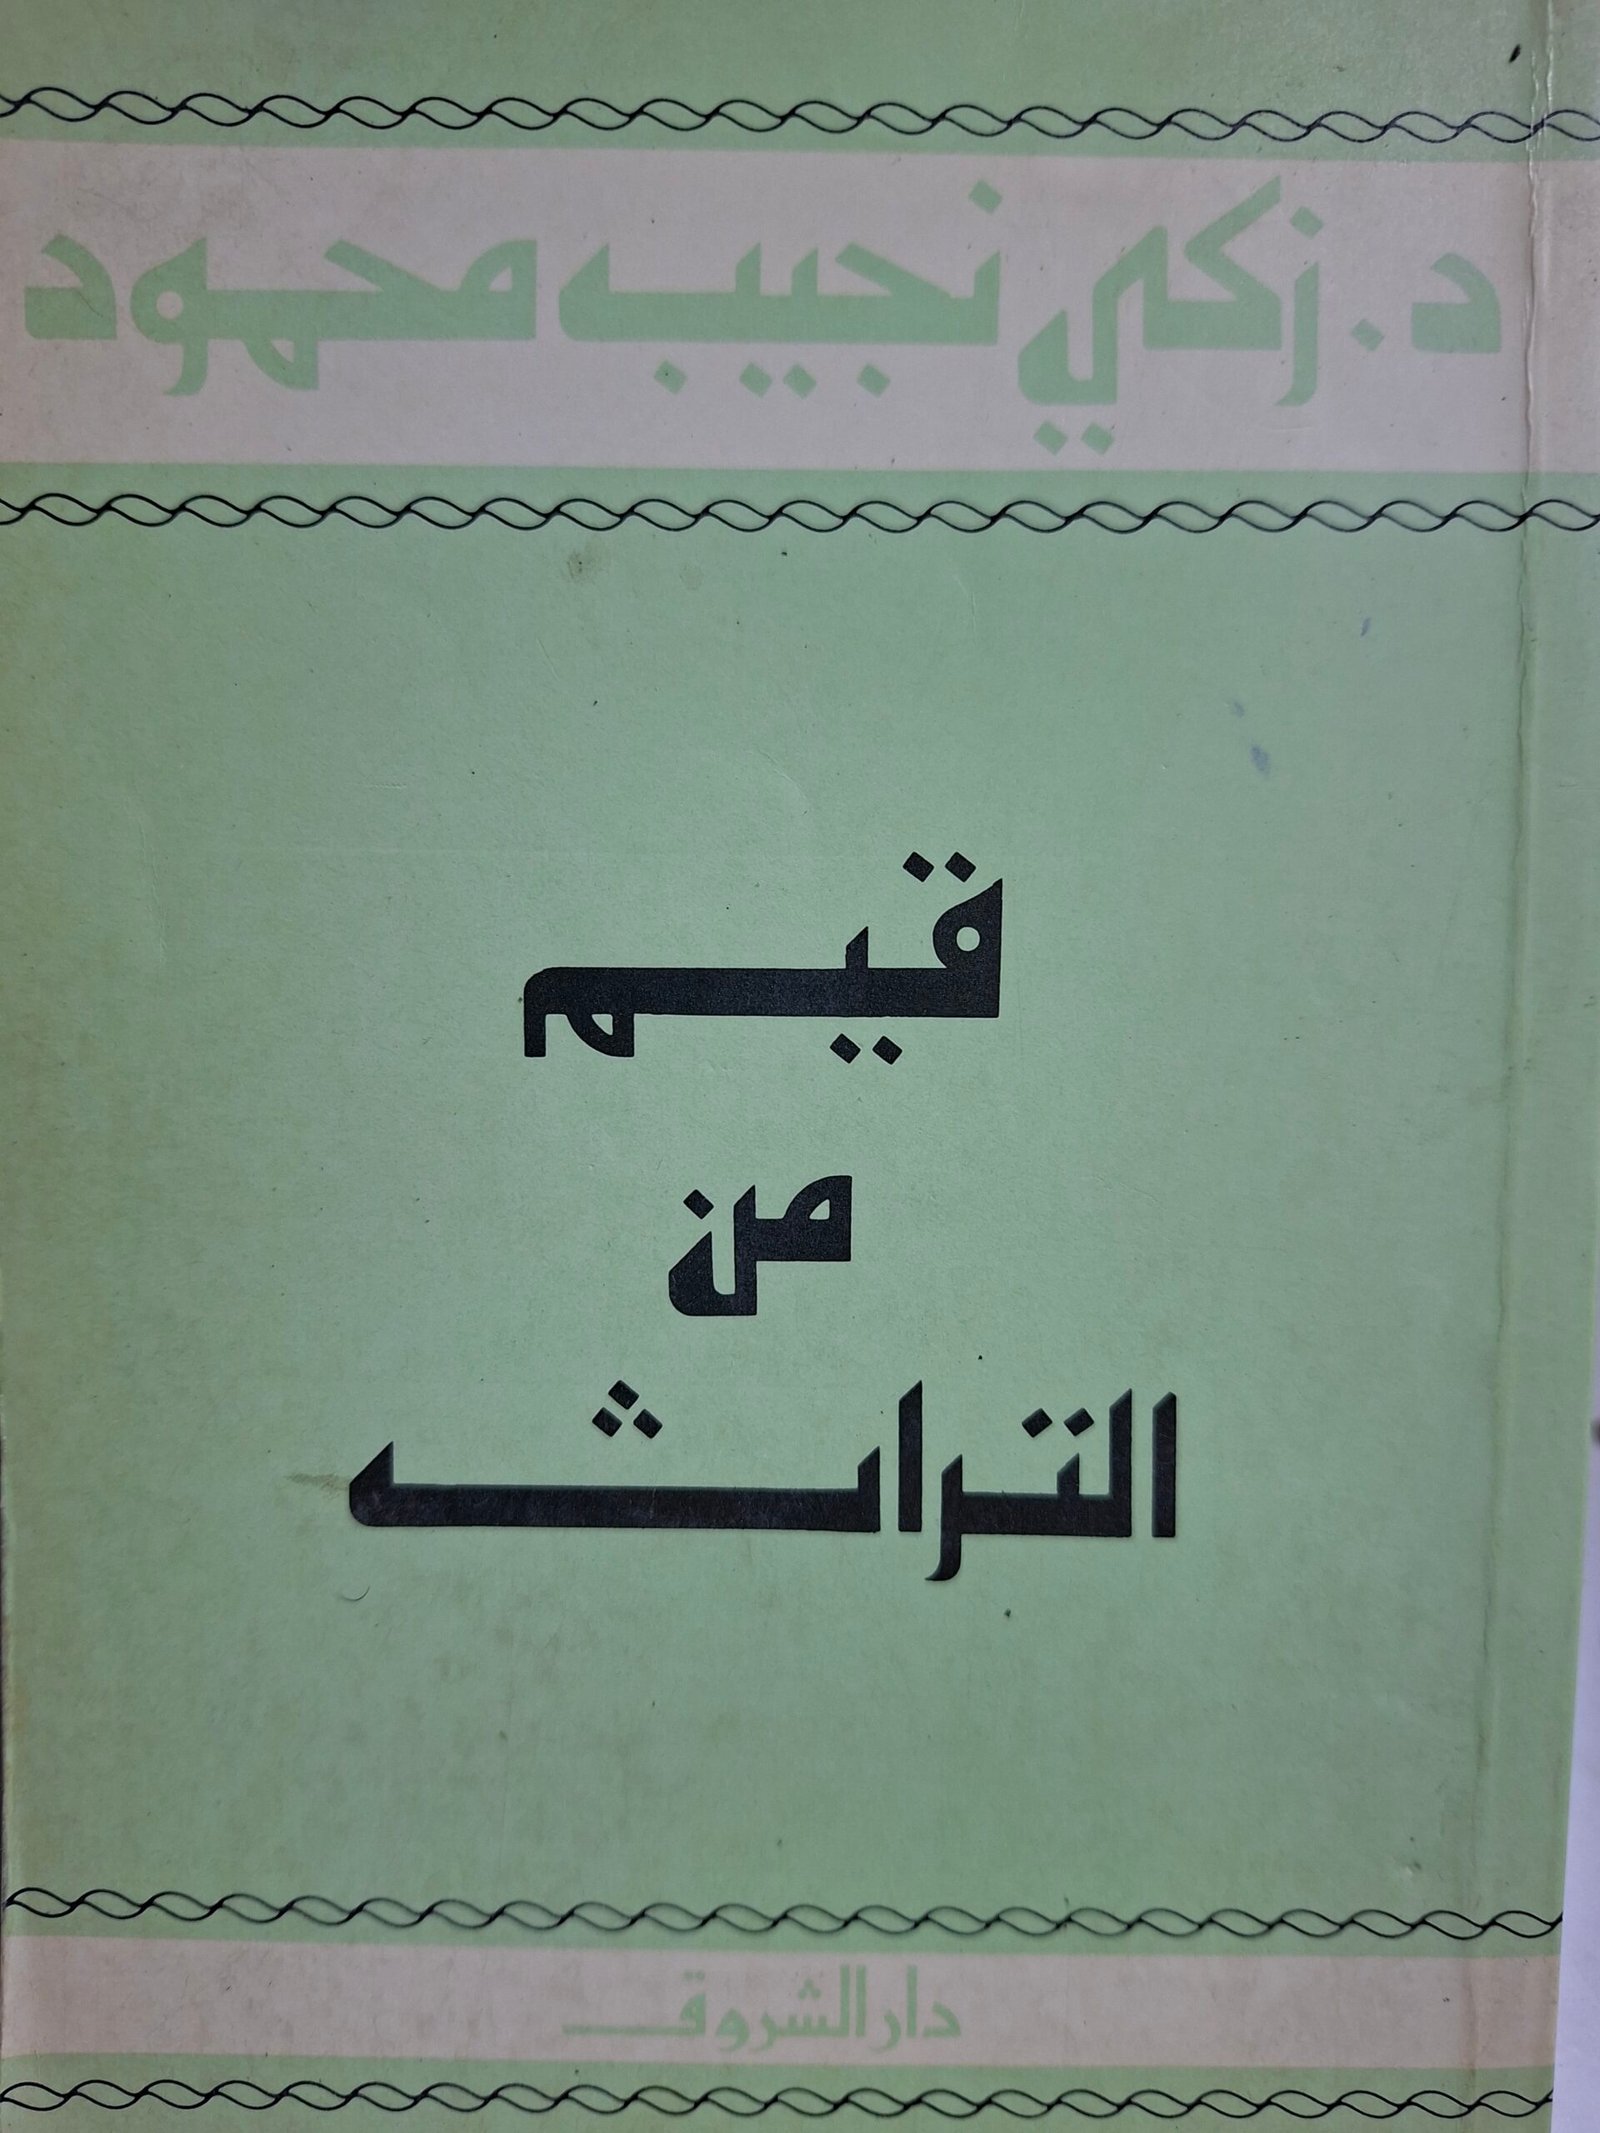 د. زكي نجيب محمود
قيم
من
التراث
دار الشروق